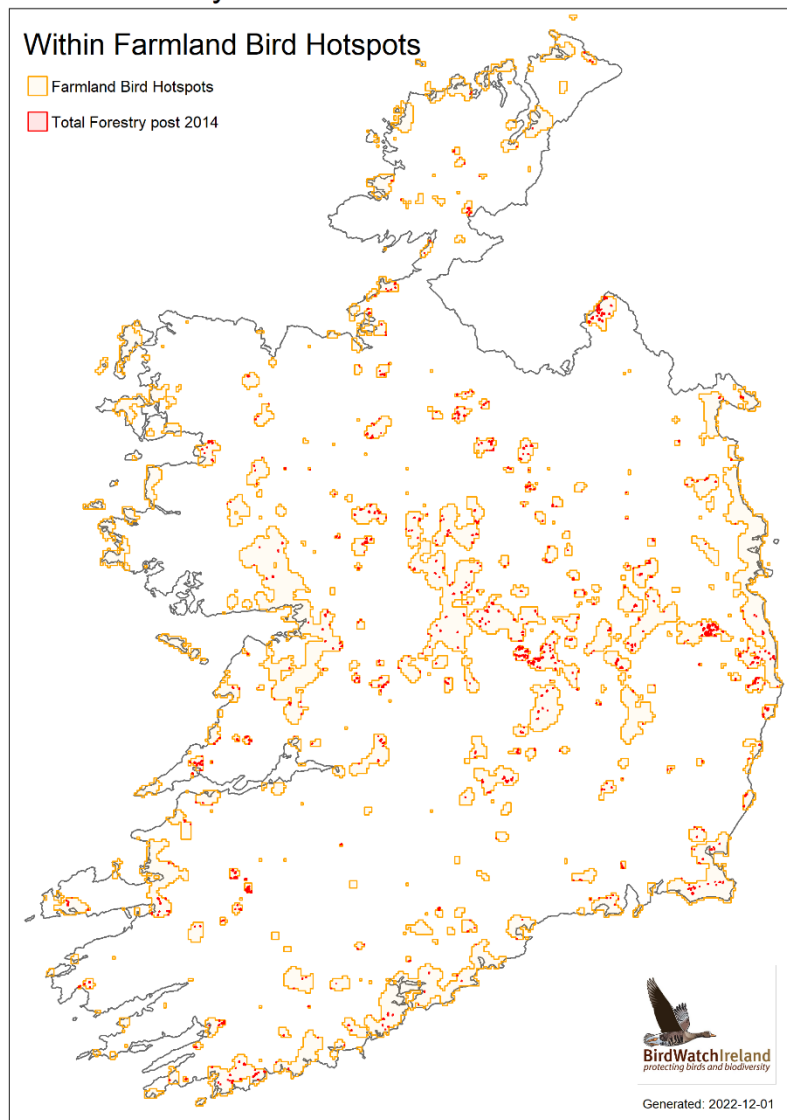 Within Farmland Bird Hotspots
Farmland Bird Hotspots
Total Forestry post 2014
BirdWatchIreland
protecting birds and biodiversity
Generated: 2022-12-01